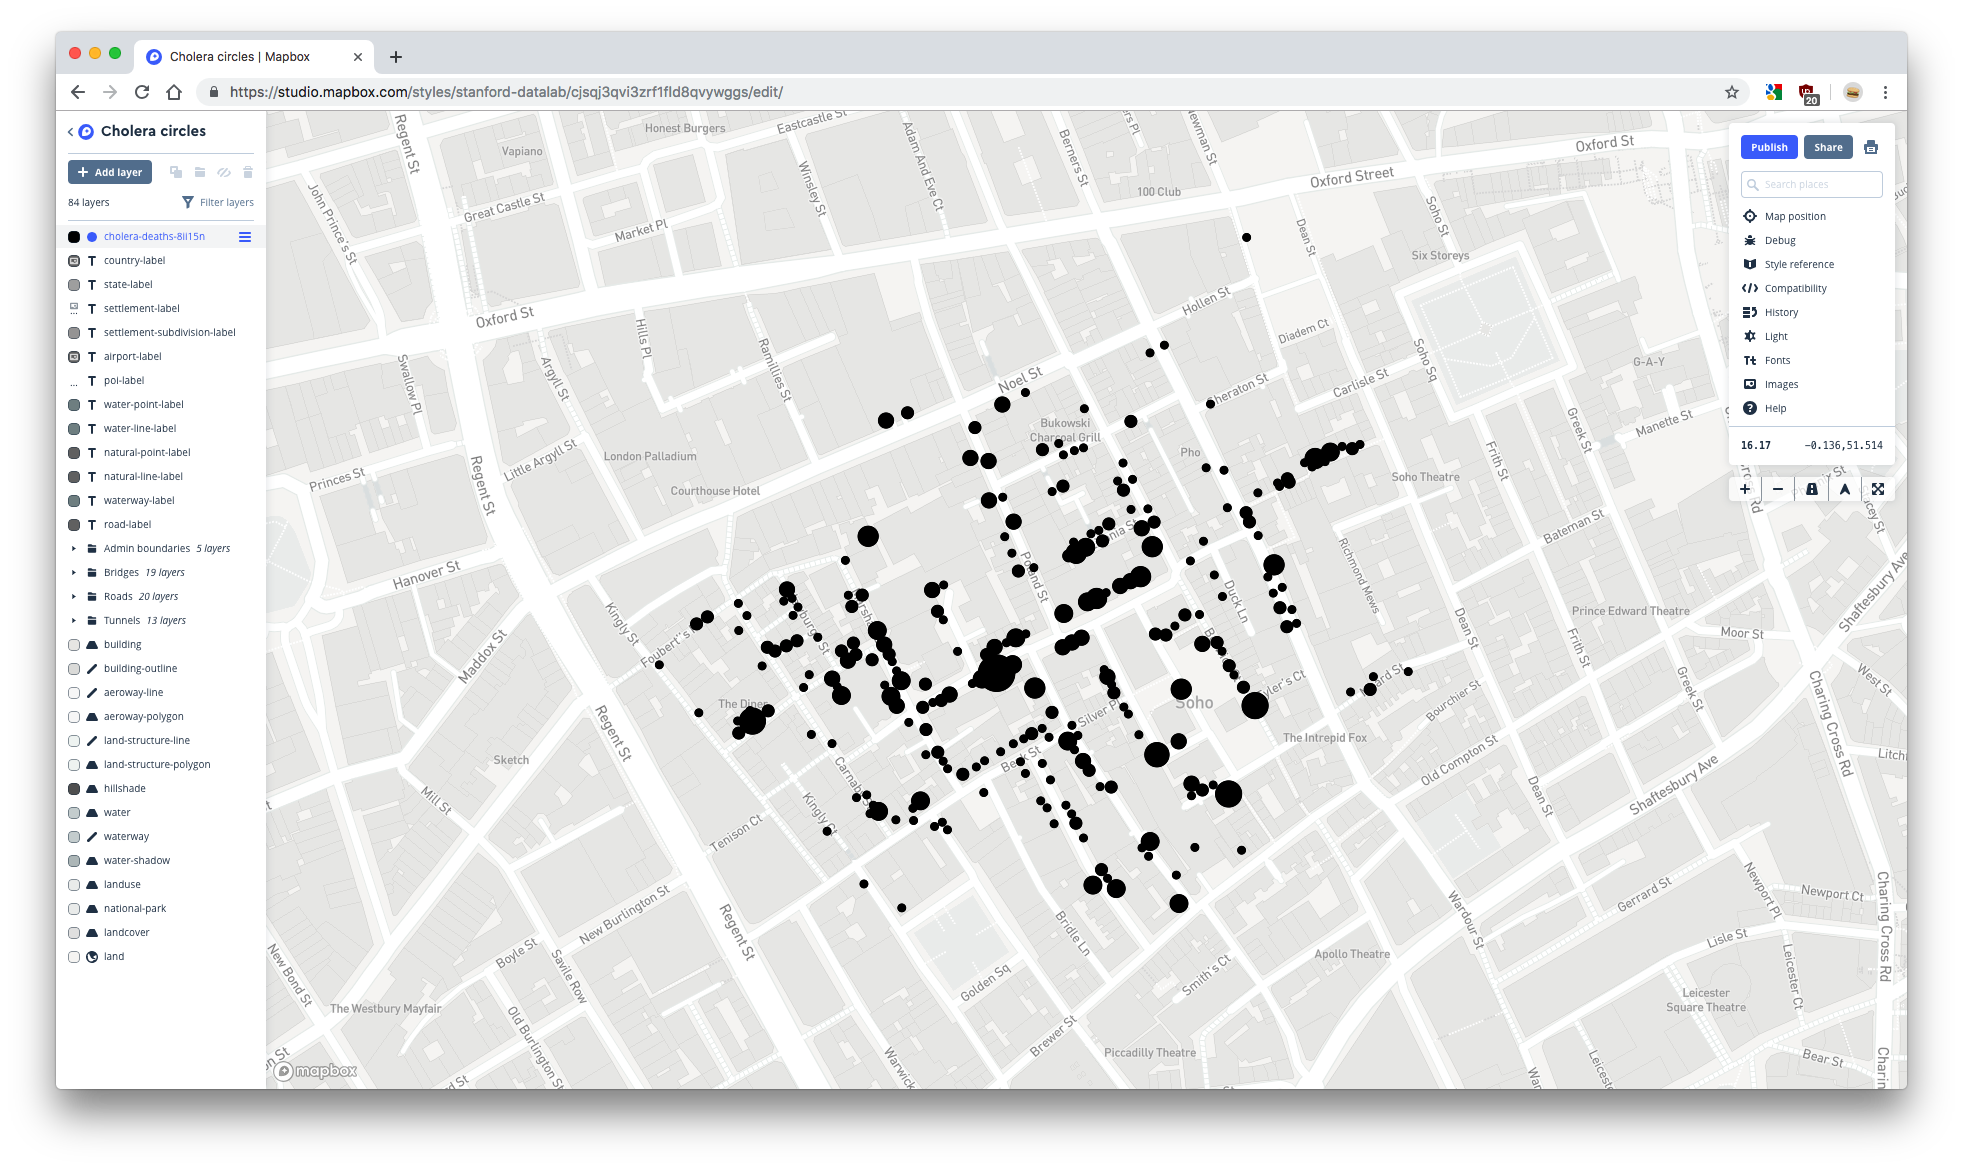 Cholera circles | Mapbox
https://studio.mapbox.com/styles/stanford-datalab/cjsqj3qvi3zrf1fld8qvywggs/edit/
20
Cholera circles
Add layer
84 layers
Filter layers
cholera-deaths-8ii15n
country-label
state-label
settlement-label
settlement-subdivision-label
airport-label
poi-label
water-point-label
water-line-label
natural-point-label
natural-line-label
waterway-label
road-label
Admin boundaries 5 layers
Bridges 19 layers
Roads 20 layers
Tunnels 13 layers
building
building-outline
aeroway-line
aeroway-polygon
land-structure-line
land-structure-polygon
hillshade
water
waterway
water-shadow
landuse
national-park
landcover
land
Publish
Share
Search places
Map position
Debug
Style reference
Compatibility
History
Light
Fonts
Images
Help
16.17
-0.136,51.514
Regent St
Vapiano
Honest Burgers
Eastcastle St
Adam And Eve Ct
Berners St
Newman St
Oxford St
Oxford Street
100 Club
Winsley St
Great Castle St
Market Pl
John Prince's St
Dean St
Soho St
Six Storeys
Hollen St
Diadem Ct
Oxford St
Hills Pl
Ramillies St
Argyll St
Swallow Pl
Noel St
Sheraton St
Carlisle St
Soho Sq
G-A-Y
Greek St
Manette St
Bukowski
Charcoal Grill
Pho
London Palladium
Little Argyll St
Courthouse Hotel
Princes St
Regent St
Soho Theatre
Frith St
Bateman St
Hanover St
Richmond Mews
Duck Ln
Prince Edward Theatre
Moor St
Shaftesbury Ave
Kingly St
Foubert's
Maddox St
The Diner
Soho
Tyler's Ct
Silver Pl
Dean St
Frith St
Greek St
Bourchier St
West St
Charing Cross Rd
Regent St
The Intrepid Fox
Old Compton St
Sketch
Beak St
Mill St
Kingly Ct
Tenison Ct
Dean St
Shaftesbury Ave
New Burlington St
Regent St
Boyle St
Savile Row
New Bond St
Bridle Ln
Golden Sq
Smith's Ct
Wardour St
Gerrard St
Newport Pl
Newport Ct
Charing Cross Rd
Lisle St
Leicester Ct
Apollo Theatre
Leicester
Square Theatre
The Westbury Mayfair
Old Burlington St
Brewer St
Piccadilly Theatre
Warwick
Bear St
mapbox